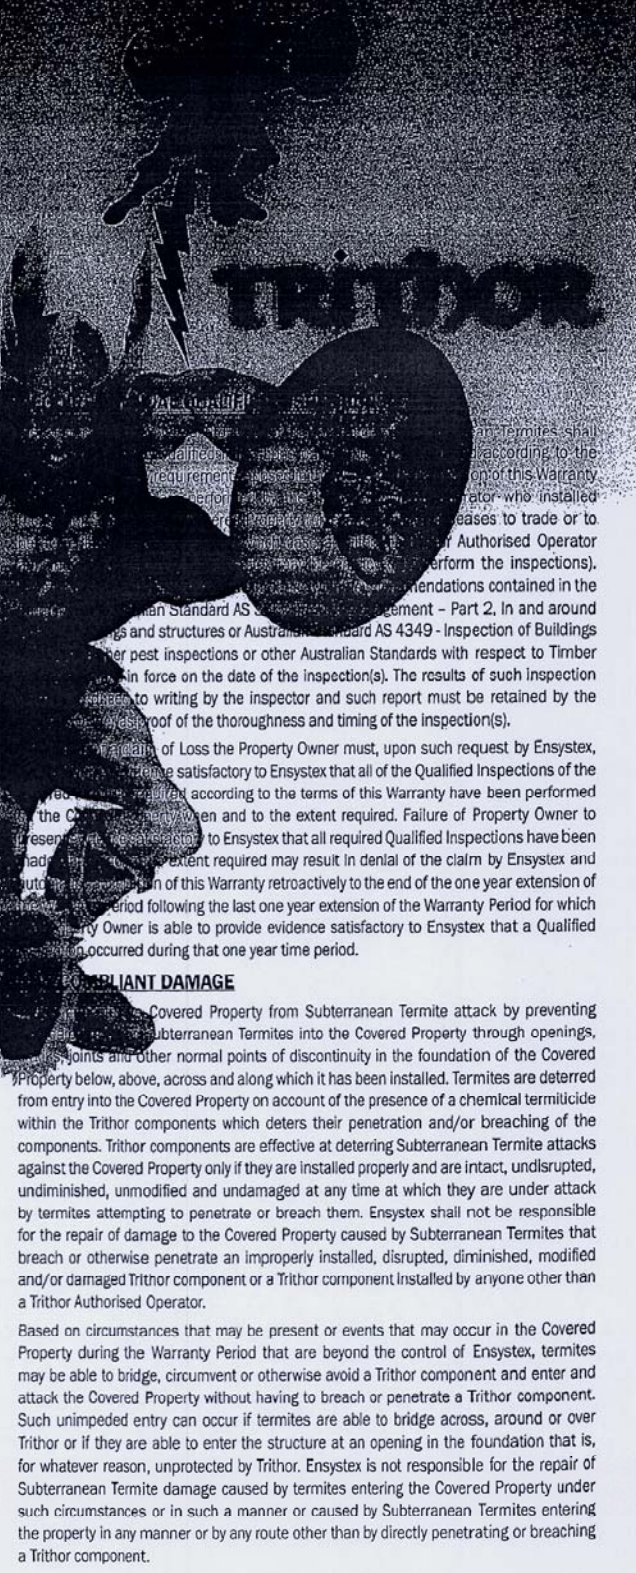 TRITHOR
an Termites shall
according to the
requirement on of this Warranty
perfor ator who installed
eases to trade or to
Authorised Operator
erform the inspections).
endations contained in the
an Standard AS ement – Part 2, In and around
gs and structures or Austral ard AS 4349 - Inspection of Buildings
er pest inspections or other Australian Standards with respect to Timber
in force on the date of the inspection(s). The results of such inspection
to writing by the inspector and such report must be retained by the
as proof of the thoroughness and timing of the inspection(s).
of Loss the Property Owner must, upon such request by Ensystex,
satisfactory to Ensystex that all of the Qualified Inspections of the
according to the terms of this Warranty have been performed
the C perty when and to the extent required. Failure of Property Owner to
resen to Ensystex that all required Qualified Inspections have been
extent required may result in denial of the claim by Ensystex and
n of this Warranty retroactively to the end of the one year extension of
eriod following the last one year extension of the Warranty Period for which
ty Owner is able to provide evidence satisfactory to Ensystex that a Qualified
occurred during that one year time period.
PLIANT DAMAGE
Covered Property from Subterranean Termite attack by preventing
ubterranean Termites into the Covered Property through openings,
joints and other normal points of discontinuity in the foundation of the Covered
Property below, above, across and along which it has been installed. Termites are deterred
from entry into the Covered Property on account of the presence of a chemical termiticide
within the Trithor components which deters their penetration and/or breaching of the
components. Trithor components are effective at deterring Subterranean Termite attacks
against the Covered Property only if they are installed properly and are intact, undisrupted,
undiminished, unmodified and undamaged at any time at which they are under attack
by termites attempting to penetrate or breach them. Ensystex shall not be responsible
for the repair of damage to the Covered Property caused by Subterranean Termites that
breach or otherwise penetrate an improperly installed, disrupted, diminished, modified
and/or damaged Trithor component or a Trithor component installed by anyone other than
a Trithor Authorised Operator.
Based on circumstances that may be present or events that may occur in the Covered
Property during the Warranty Period that are beyond the control of Ensystex, termites
may be able to bridge, circumvent or otherwise avoid a Trithor component and enter and
attack the Covered Property without having to breach or penetrate a Trithor component.
Such unimpeded entry can occur if termites are able to bridge across, around or over
Trithor or if they are able to enter the structure at an opening in the foundation that is,
for whatever reason, unprotected by Trithor. Ensystex is not responsible for the repair of
Subterranean Termite damage caused by termites entering the Covered Property under
such circumstances or in such a manner or caused by Subterranean Termites entering
the property in any manner or by any route other than by directly penetrating or breaching
a Trithor component.